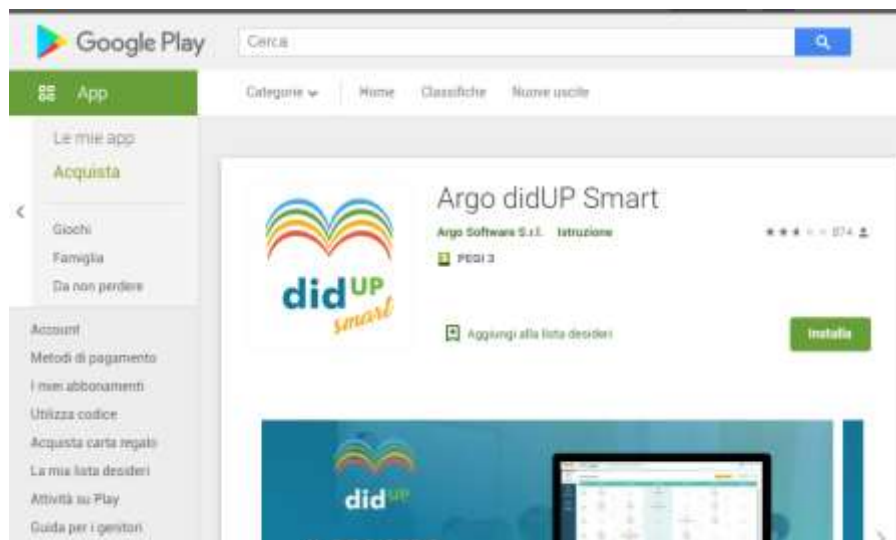 Google Play
Cerca
App
Categorie
Home
Classifiche
Nuove uscite
Le mie app
Acquista
Giochi
Famiglia
Da non perdere
Account
Metodi di pagamento
I miei abbonamenti
Utilizza codice
Acquista carta regalo
La mia lista desideri
Attività su Play
Guida per i genitori
didUP
smart
Argo didUP Smart
Argo Software S.r.l. Istruzione
874
PEGI 3
Aggiungi alla lista desideri
Installa
didUP